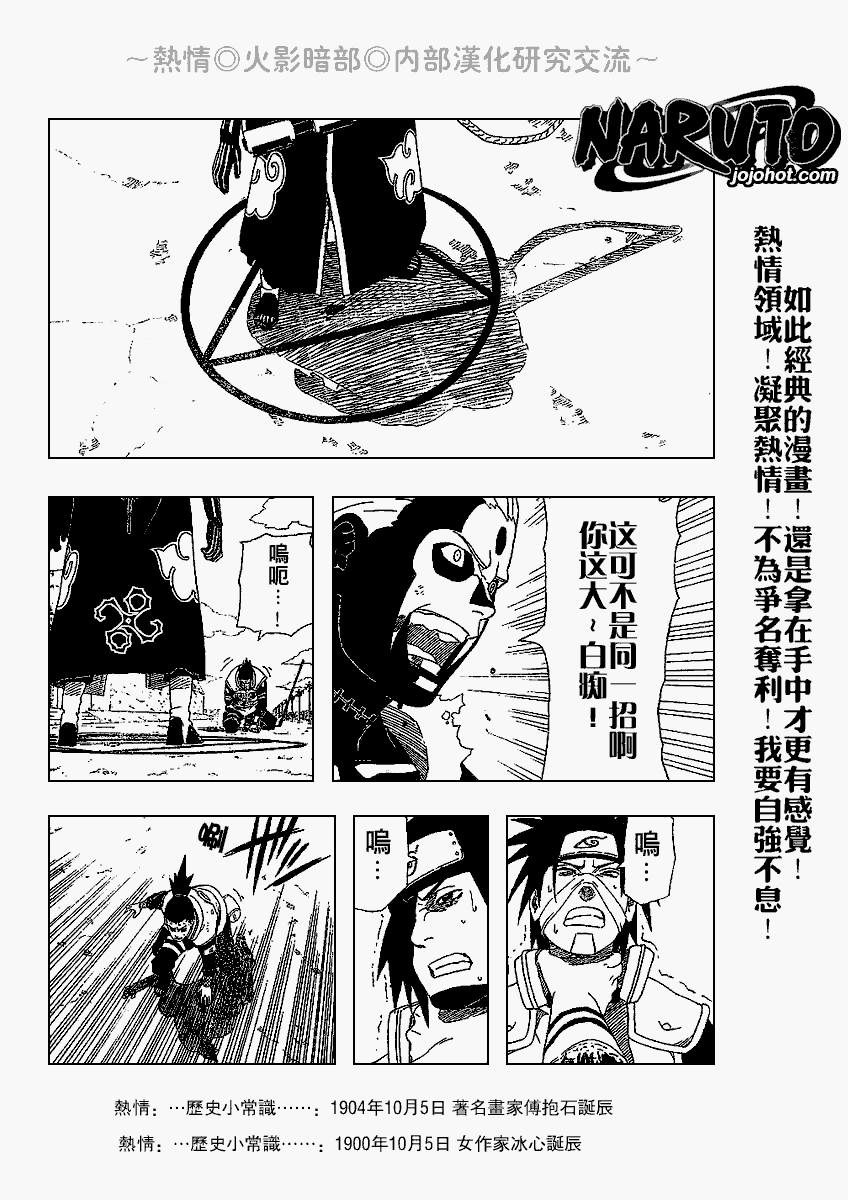 ～熱情◎火影暗部◎内部漢化研究交流～
NARUTO
jojohot.com
如此經典的漫畫！還是拿在手中才更有感覺！
熱情領域！凝聚熱情！不為爭名奪利！我要自強不息！
这可不是同一招啊
你这大～白痴！
嗚呃…！
嗚…
嗚…
熱情：…歷史小常識……：1904年10月5日 著名畫家傅抱石誕辰
熱情：…歷史小常識……：1900年10月5日 女作家冰心誕辰